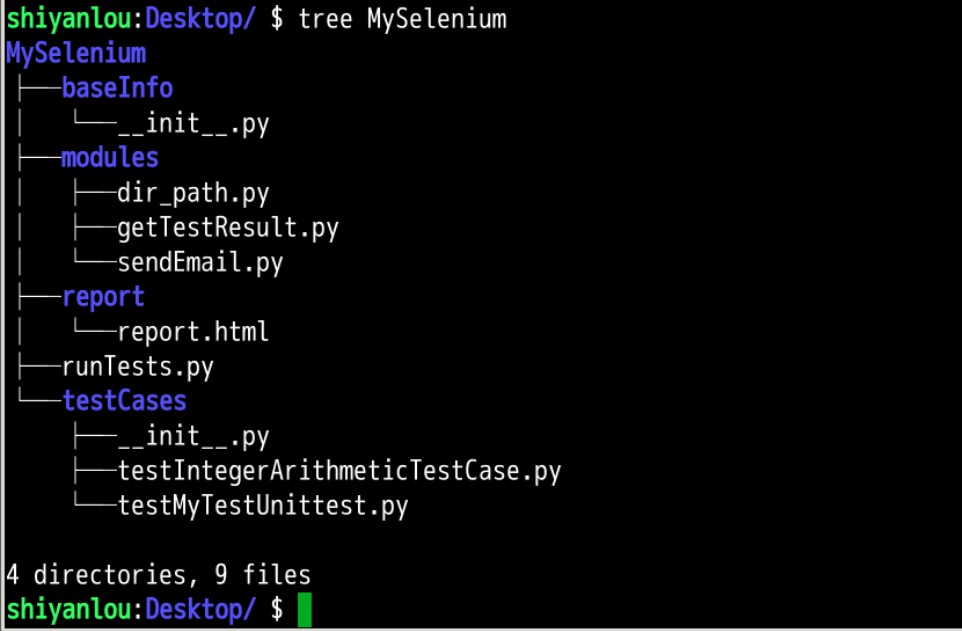 shiyanlou:Desktop/ $ tree MySelenium
MySelenium
├──baseInfo
│   └──__init__.py
├──modules
│   ├──dir_path.py
│   ├──getTestResult.py
│   └──sendEmail.py
├──report
│   └──report.html
├──runTests.py
└──testCases
    ├──__init__.py
    ├──testIntegerArithmeticTestCase.py
    └──testMyTestUnittest.py
4 directories, 9 files
shiyanlou:Desktop/ $